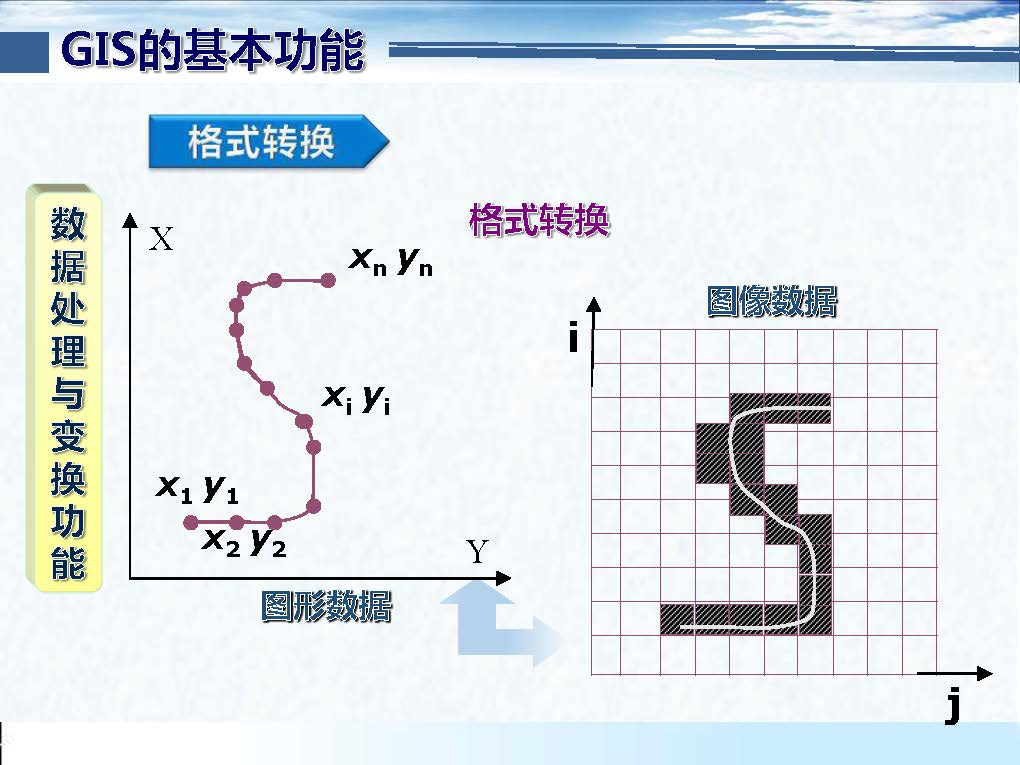 GIS的基本功能
格式转换
数据处理与变换功能
格式转换
X
xn yn
xi yi
x1 y1
x2 y2
Y
图形数据
图像数据
i
j